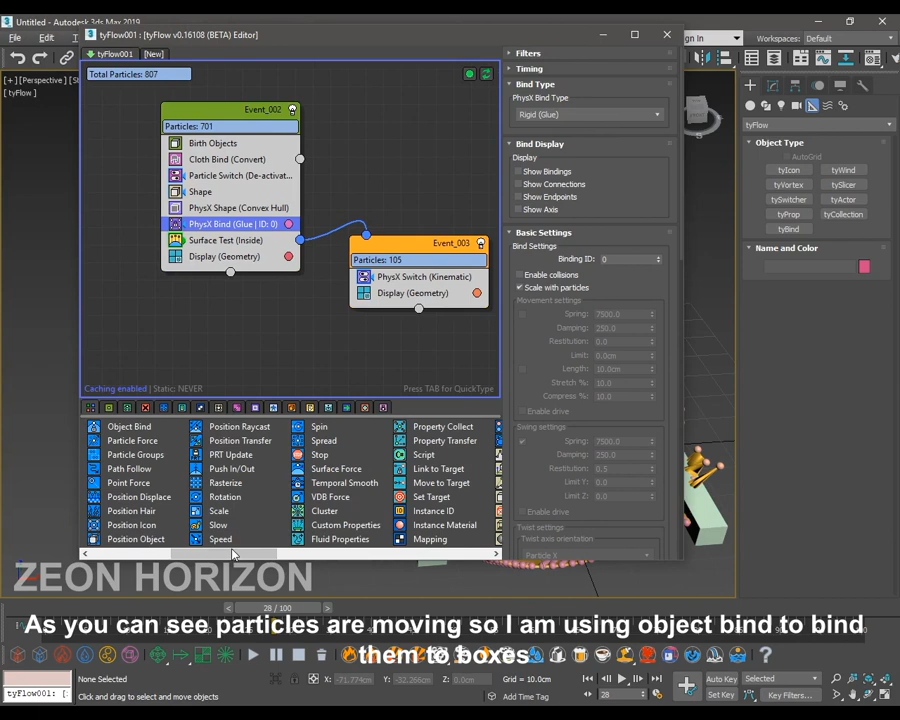 Untitled - Autodesk 3ds Max 2019
File
Edit
Sign In
Workspaces: Default
[+] [Perspective]
[ tyFlow ]
tyFlow001: [tyFlow v0.16108 (BETA) Editor]
tyFlow001
[New]
Total Particles: 807
Event_002
Particles: 701
Birth Objects
Cloth Bind (Convert)
Particle Switch (De-activat...
Shape
PhysX Shape (Convex Hull)
PhysX Bind (Glue | ID: 0)
Surface Test (Inside)
Display (Geometry)
Event_003
Particles: 105
PhysX Switch (Kinematic)
Display (Geometry)
Caching enabled | Static: NEVER
Press TAB for QuickType
Object Bind
Particle Force
Particle Groups
Path Follow
Point Force
Position Displace
Position Hair
Position Icon
Position Object
Position Raycast
Position Transfer
PRT Update
Push In/Out
Rasterize
Rotation
Scale
Slow
Speed
Spin
Spread
Stop
Surface Force
Temporal Smooth
VDB Force
Cluster
Custom Properties
Fluid Properties
Property Collect
Property Transfer
Script
Link to Target
Move to Target
Set Target
Instance ID
Instance Material
Mapping
Filters
Timing
Bind Type
PhysX Bind Type
Rigid (Glue)
Bind Display
Display
Show Bindings
Show Connections
Show Endpoints
Show Axis
Basic Settings
Bind Settings
Binding ID: 0
Enable collisions
Scale with particles
Movement settings
Spring: 7500.0
Damping: 250.0
Restitution: 0.0
Limit: 0.0cm
Length: 10.0cm
Stretch %: 10.0
Compress %: 10.0
Enable drive
Swing settings
Spring: 7500.0
Damping: 250.0
Restitution: 0.5
Limit Y: 0.0
Limit Z: 0.0
Enable drive
Twist settings
Twist axis orientation
Particle X
tyFlow
Object Type
AutoGrid
tyIcon
tyWind
tyVortex
tySlicer
tySwitcher
tyActor
tyProp
tyCollection
tyBind
Name and Color
ZEON HORIZON
28 / 100
As you can see particles are moving so I am using object bind to bind
them to boxes
tyFlow001: [
None Selected
Click and drag to select and move objects
X: -71.774cm
Y: -32.266cm
Z: 0.0cm
Grid = 10.0cm
Add Time Tag
28
Auto Key
Selected
Set Key
Key Filters...